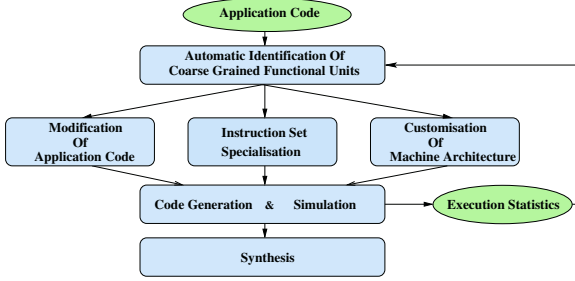 Application Code
Automatic Identification Of
Coarse Grained Functional Units
Modification
Of
Application Code
Instruction Set
Specialisation
Customisation
Of
Machine Architecture
Code Generation & Simulation
Execution Statistics
Synthesis